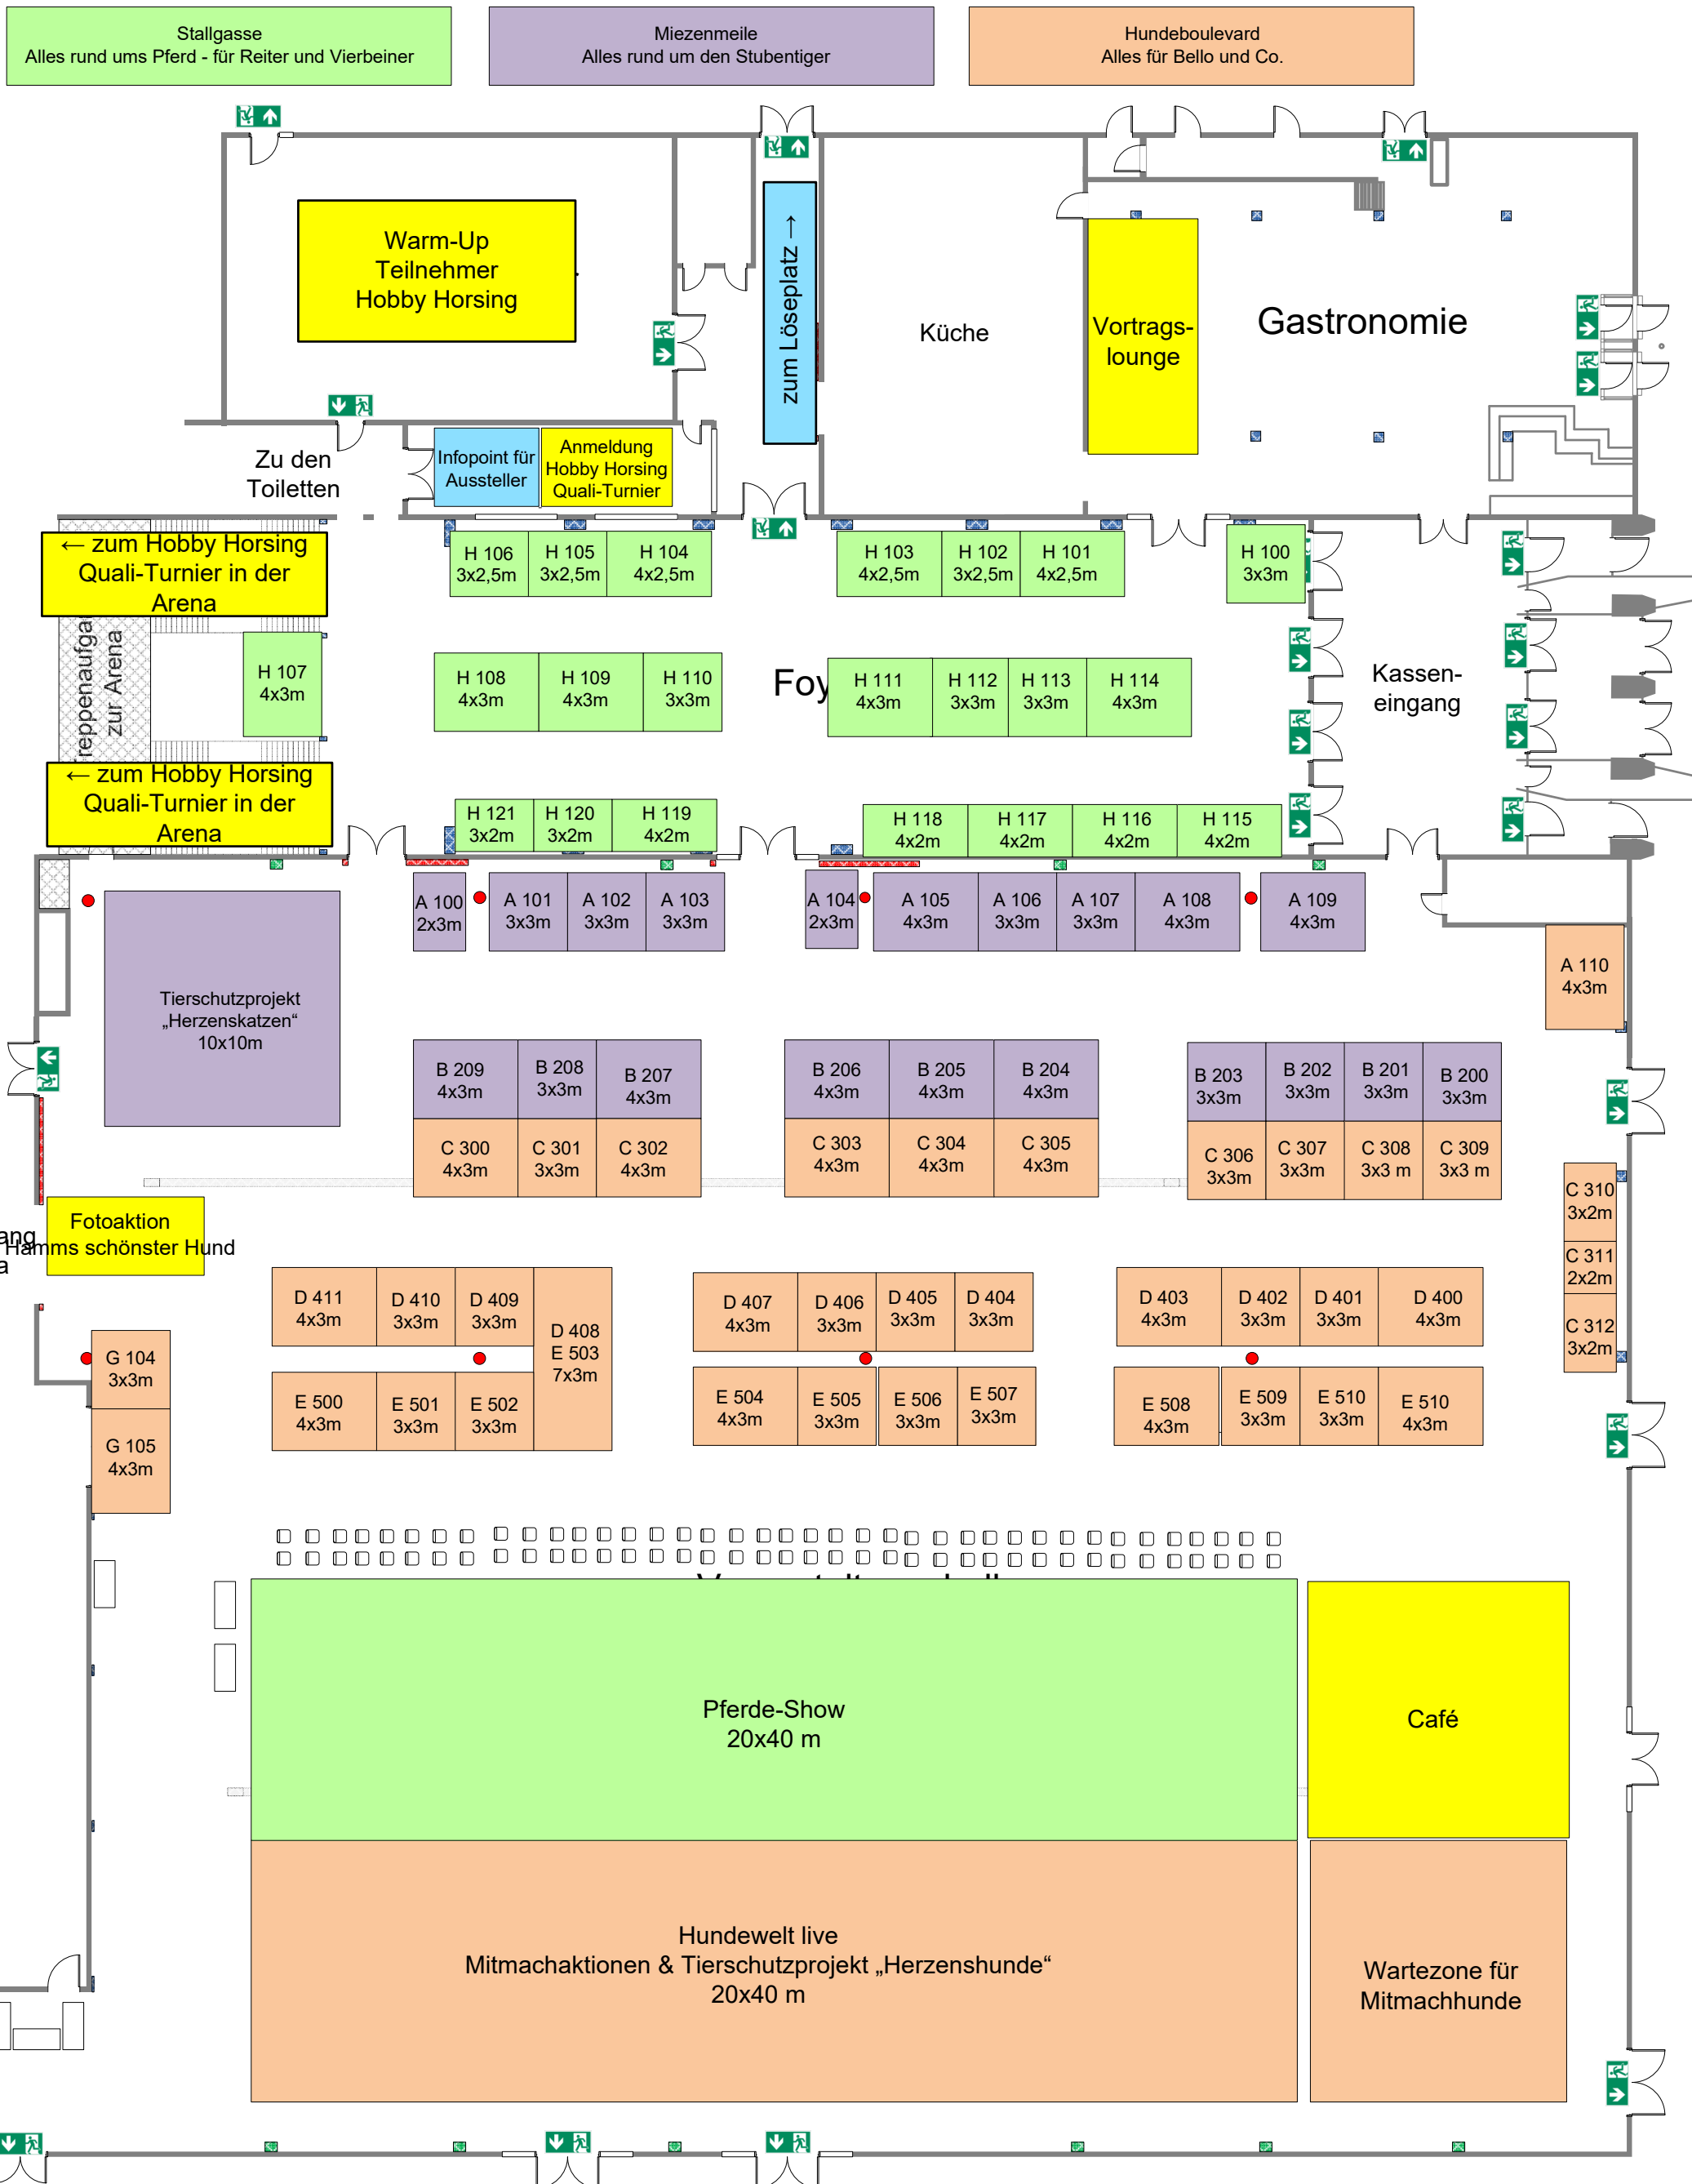 Stallgasse
Alles rund ums Pferd - für Reiter und Vierbeiner
Miezenmeile
Alles rund um den Stubentiger
Hundeboulevard
Alles für Bello und Co.
Warm-Up
Teilnehmer
Hobby Horsing
zum Löseplatz →
Küche
Vortrags-
lounge
Gastronomie
Zu den
Toiletten
Infopoint für
Aussteller
Anmeldung
Hobby Horsing
Quali-Turnier
← zum Hobby Horsing
Quali-Turnier in der
Arena
H 106
3x2,5m
H 105
3x2,5m
H 104
4x2,5m
H 103
4x2,5m
H 102
3x2,5m
H 101
4x2,5m
H 100
3x3m
reppenaufga
zur Arena
H 107
4x3m
H 108
4x3m
H 109
4x3m
H 110
3x3m
Foy
H 111
4x3m
H 112
3x3m
H 113
3x3m
H 114
4x3m
Kassen-
eingang
← zum Hobby Horsing
Quali-Turnier in der
Arena
H 121
3x2m
H 120
3x2m
H 119
4x2m
H 118
4x2m
H 117
4x2m
H 116
4x2m
H 115
4x2m
A 100
2x3m
A 101
3x3m
A 102
3x3m
A 103
3x3m
A 104
2x3m
A 105
4x3m
A 106
3x3m
A 107
3x3m
A 108
4x3m
A 109
4x3m
A 110
4x3m
Tierschutzprojekt
„Herzenskatzen“
10x10m
B 209
4x3m
B 208
3x3m
B 207
4x3m
B 206
4x3m
B 205
4x3m
B 204
4x3m
B 203
3x3m
B 202
3x3m
B 201
3x3m
B 200
3x3m
C 300
4x3m
C 301
3x3m
C 302
4x3m
C 303
4x3m
C 304
4x3m
C 305
4x3m
C 306
3x3m
C 307
3x3m
C 308
3x3 m
C 309
3x3 m
C 310
3x2m
C 311
2x2m
C 312
3x2m
ang
a
Fotoaktion
Hamms schönster Hund
D 411
4x3m
D 410
3x3m
D 409
3x3m
D 408
E 503
7x3m
D 407
4x3m
D 406
3x3m
D 405
3x3m
D 404
3x3m
D 403
4x3m
D 402
3x3m
D 401
3x3m
D 400
4x3m
G 104
3x3m
G 105
4x3m
E 500
4x3m
E 501
3x3m
E 502
3x3m
E 504
4x3m
E 505
3x3m
E 506
3x3m
E 507
3x3m
E 508
4x3m
E 509
3x3m
E 510
3x3m
E 510
4x3m
Pferde-Show
20x40 m
Café
Hundewelt live
Mitmachaktionen & Tierschutzprojekt „Herzenshunde“
20x40 m
Wartezone für
Mitmachhunde